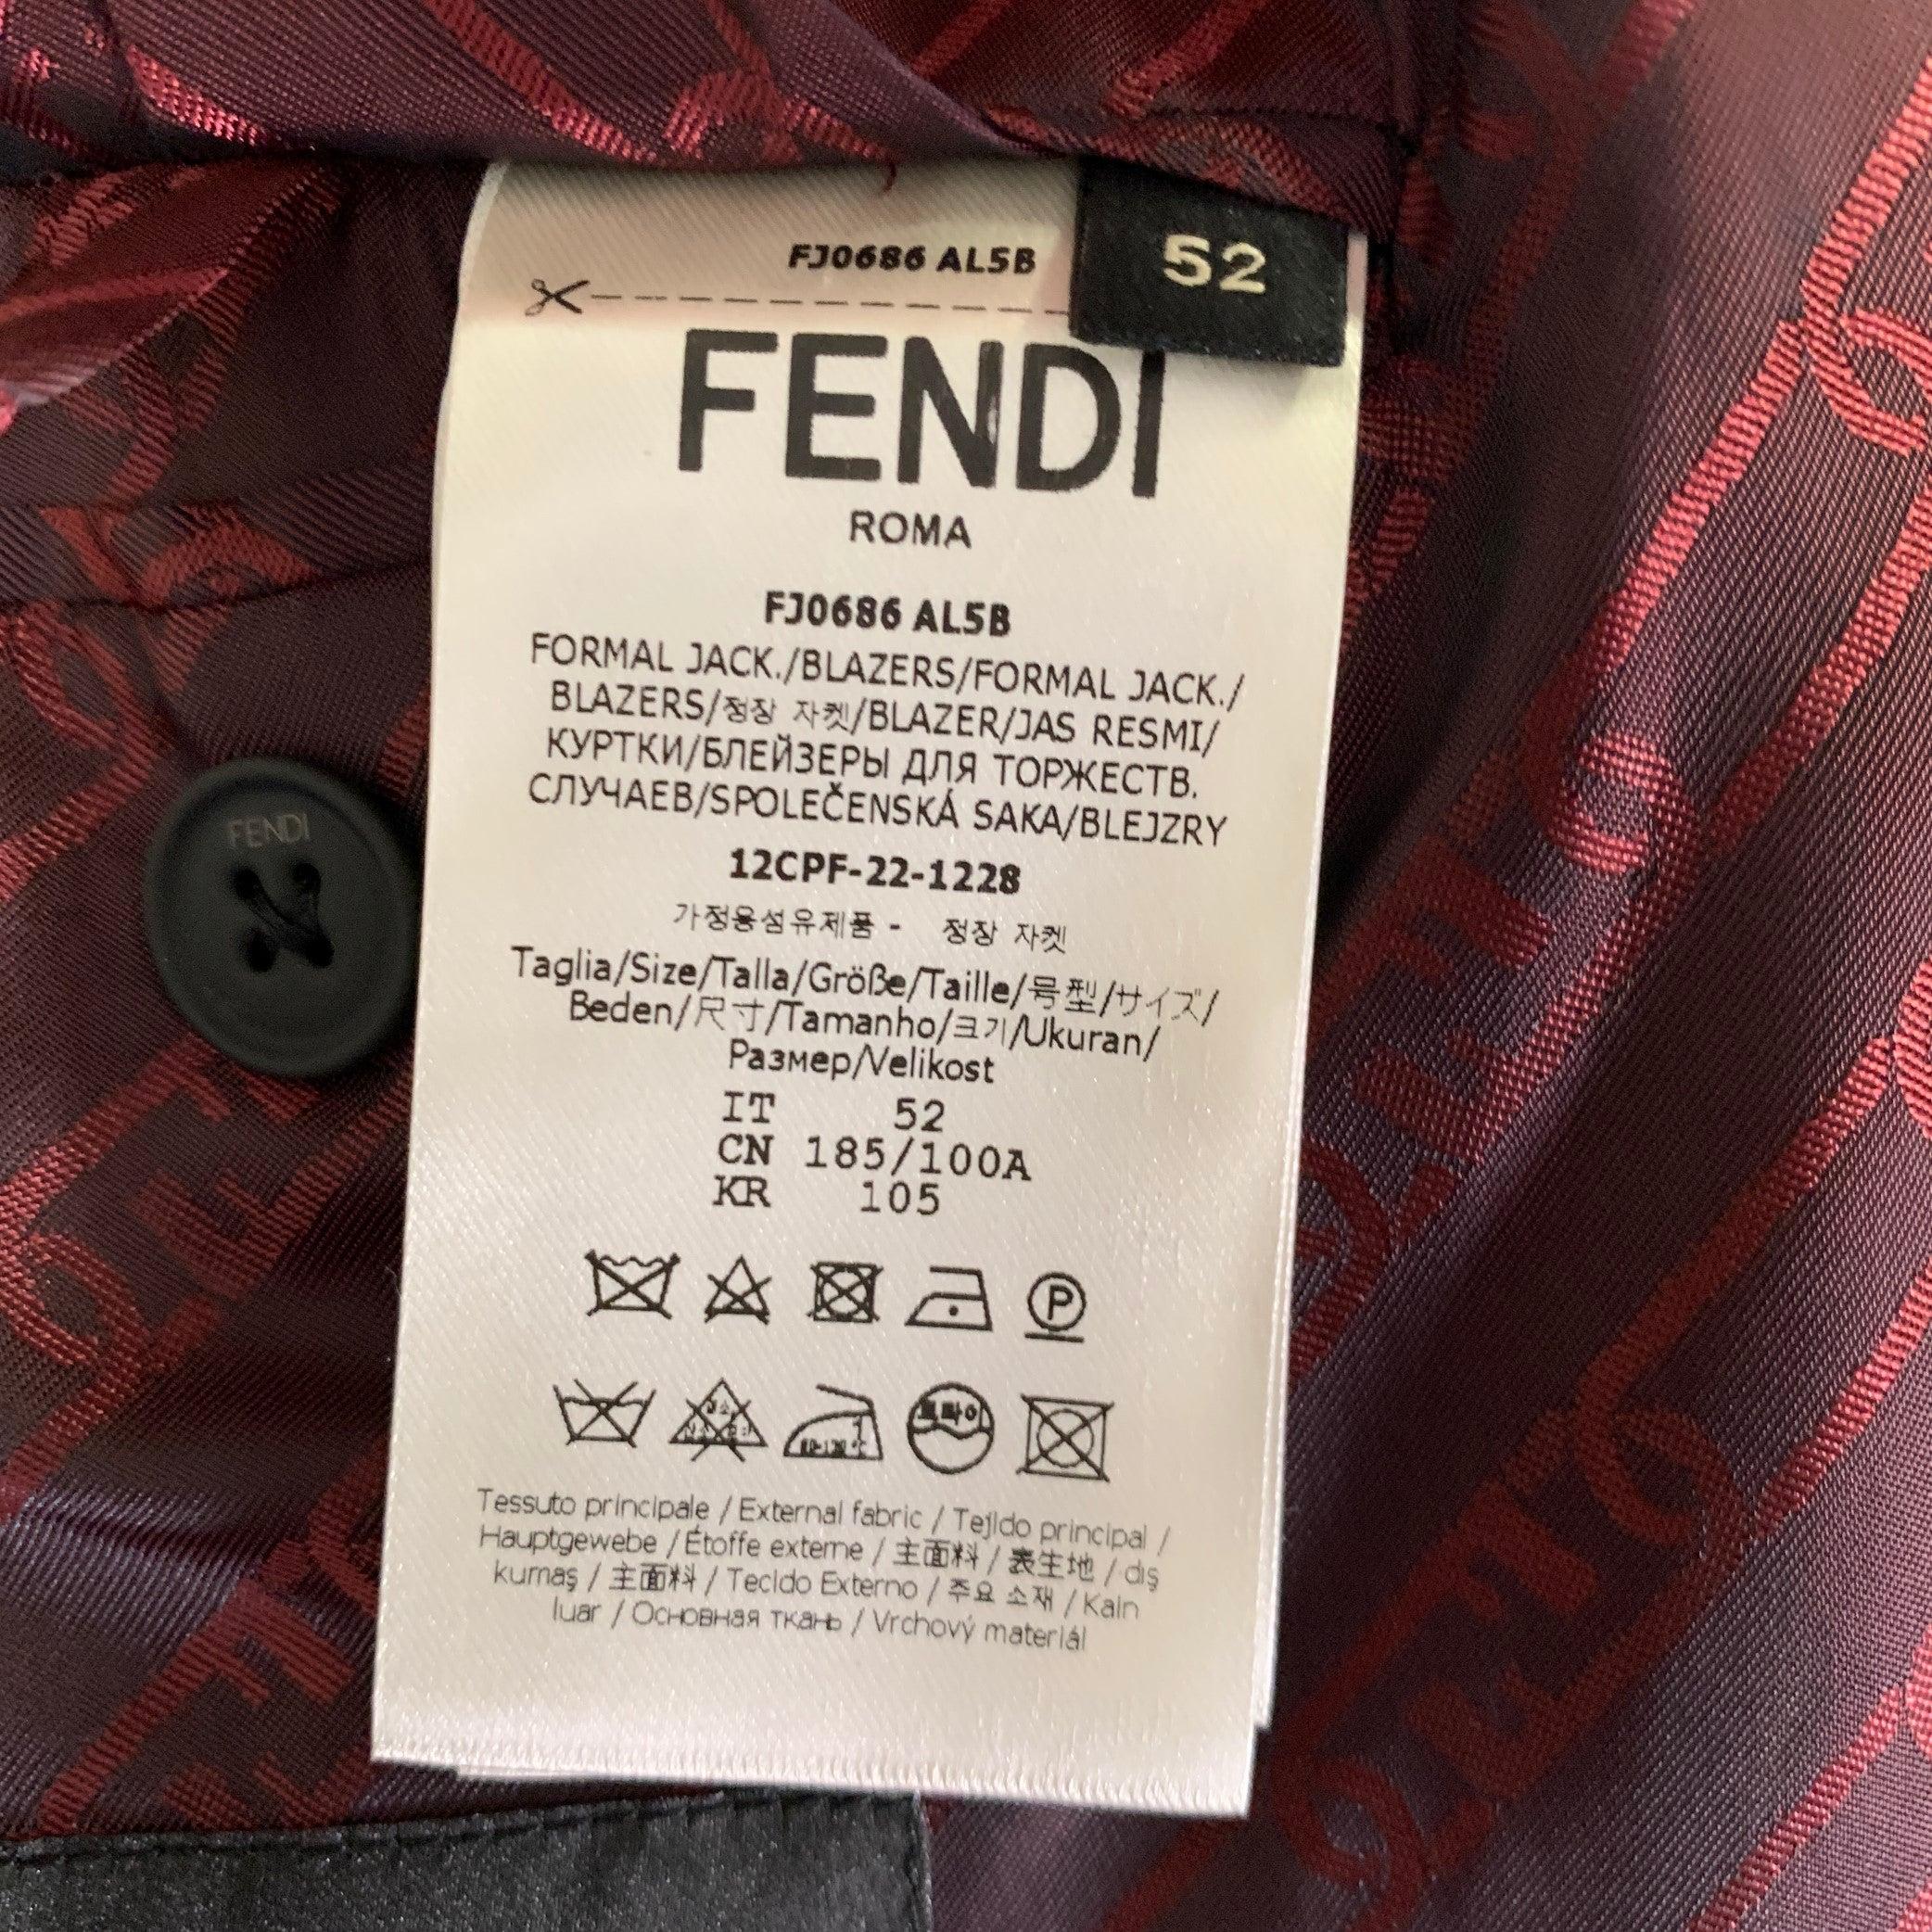 FJ0686 AL5B
52
FENDI
ROMA
FJ0686 AL5B
FORMAL JACK./BLAZERS/FORMAL JACK./
BLAZERS/정장 자켓/BLAZER/JAS RESMI/
КУРТКИ/БЛЕЙЗЕРЫ ДЛЯ ТОРЖЕСТВ.
СЛУЧАЕВ/SPOLEČENSKÁ SAKA/BLEJZRY
12CPF-22-1228
가정용섬유제품 - 정장 자켓
Taglia/Size/Talla/Größe/Taille/号型/サイズ/
Beden/尺寸/Tamanho/크기/Ukuran/
Размер/Velikost
IT 52
CN 185/100A
KR 105
P
드라이
Tessuto principale / External fabric / Tejido principal /
Hauptgewebe / Étoffe externe / 主面料 / 表生地 / dış
kumaş / 主面料 / Tecido Externo / 주요 소재 / Kain
luar / Основная ткань / Vrchový materiál
FENDI